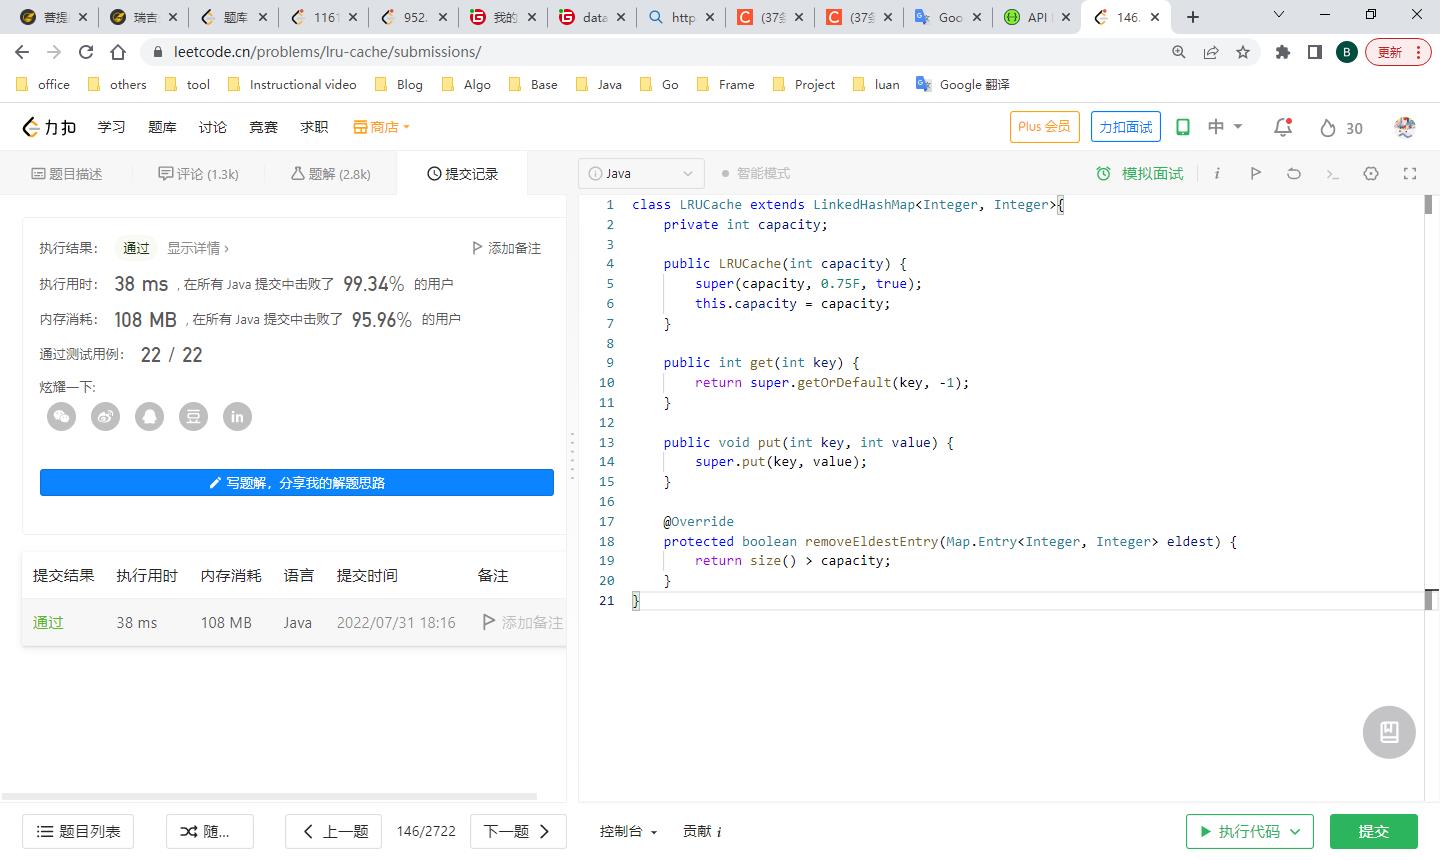 菩提
瑞吉
题库
1161
952.
我的
data
http
(37条
(37条
Goo
API
146.
leetcode.cn/problems/lru-cache/submissions/
B
更新
office others tool Instructional video Blog Algo Base Java Go Frame Project luan Google 翻译
力扣 学习 题库 讨论 竞赛 求职 商店
Plus 会员 力扣面试 中 30
题目描述 评论 (1.3k) 题解 (2.8k) 提交记录
Java 智能模式 模拟面试 i
执行结果: 通过 显示详情 › 添加备注
执行用时: 38 ms , 在所有 Java 提交中击败了 99.34% 的用户
内存消耗: 108 MB , 在所有 Java 提交中击败了 95.96% 的用户
通过测试用例: 22 / 22
炫耀一下:
豆 in
写题解, 分享我的解题思路
提交结果 执行用时 内存消耗 语言 提交时间 备注
通过 38 ms 108 MB Java 2022/07/31 18:16 添加备注
1 class LRUCache extends LinkedHashMap<Integer, Integer>{
2 private int capacity;
3
4 public LRUCache(int capacity) {
5 super(capacity, 0.75F, true);
6 this.capacity = capacity;
7 }
8
9 public int get(int key) {
10 return super.getOrDefault(key, -1);
11 }
12
13 public void put(int key, int value) {
14 super.put(key, value);
15 }
16
17 @Override
18 protected boolean removeEldestEntry(Map.Entry<Integer, Integer> eldest) {
19 return size() > capacity;
20 }
21 }
题目列表 随... 上一题 146/2722 下一题 控制台 贡献 i 执行代码 提交